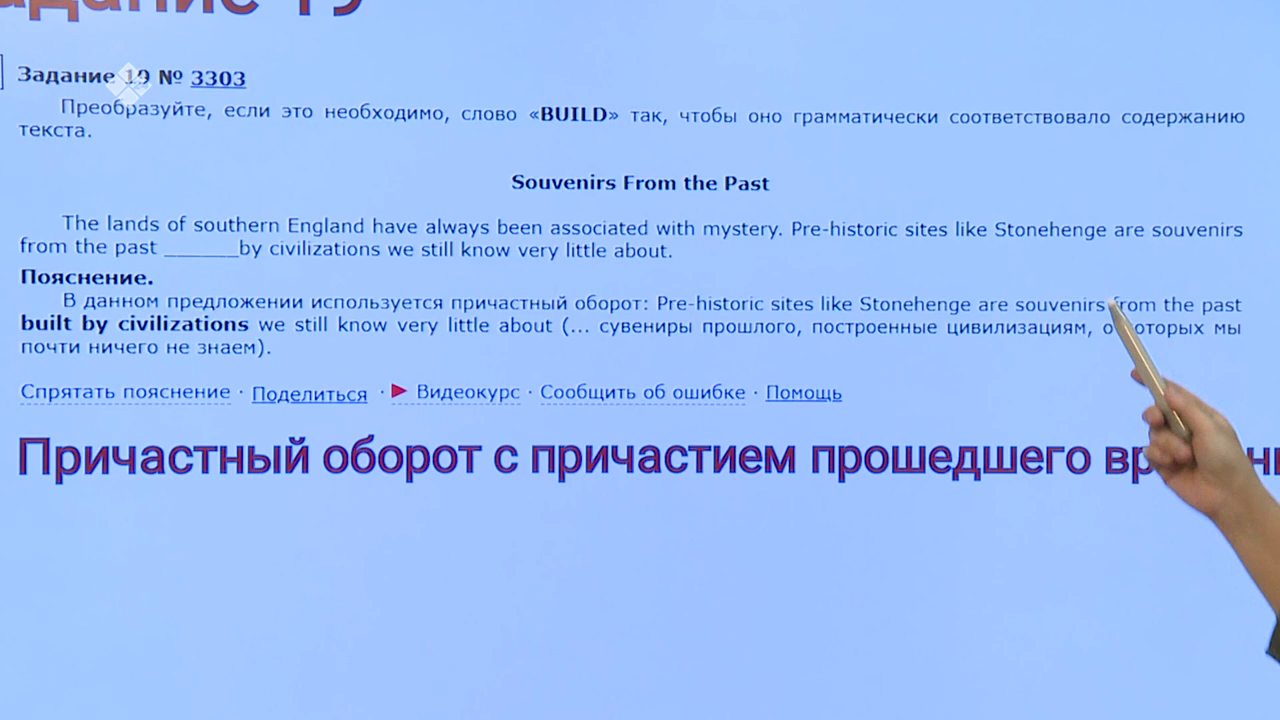 Задание 19
Задание 19 № 3303
Преобразуйте, если это необходимо, слово «BUILD» так, чтобы оно грамматически соответствовало содержанию
текста.
Souvenirs From the Past
The lands of southern England have always been associated with mystery. Pre-historic sites like Stonehenge are souvenirs
from the past _______by civilizations we still know very little about.
Пояснение.
В данном предложении используется причастный оборот: Pre-historic sites like Stonehenge are souvenirs from the past
built by civilizations we still know very little about (... сувениры прошлого, построенные цивилизациям, о которых мы
почти ничего не знаем).
Спрятать пояснение · Поделиться · Видеокурс · Сообщить об ошибке · Помощь
Причастный оборот с причастием прошедшего времени